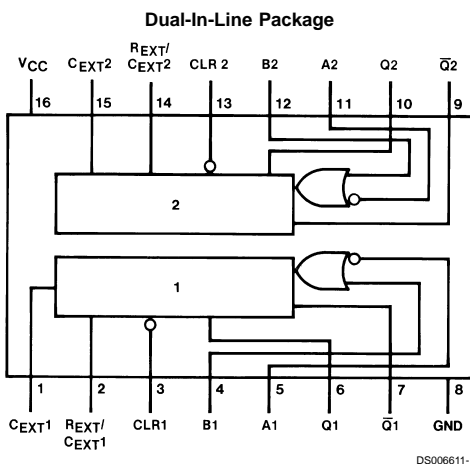 Dual-In-Line Package
VCC CEXT2 REXT/ CEXT2 CLR 2 B2 A2 Q2 Q̅2
16 15 14 13 12 11 10 9
2
1
1 2 3 4 5 6 7 8
CEXT1 REXT/ CEXT1 CLR1 B1 A1 Q1 Q̅1 GND
DS006611-